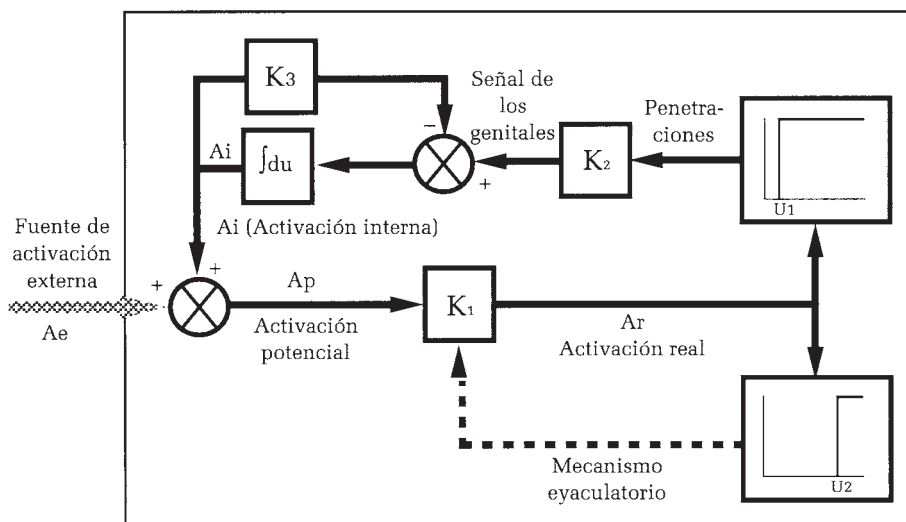 K3
Señal de
los
genitales
Penetra-
ciones
U1
K2
−
+
Ai
∫du
Ai (Activación interna)
Fuente de
activación
externa
Ae
+
+
Ap
Activación
potencial
K1
Ar
Activación real
Mecanismo
eyaculatorio
U2